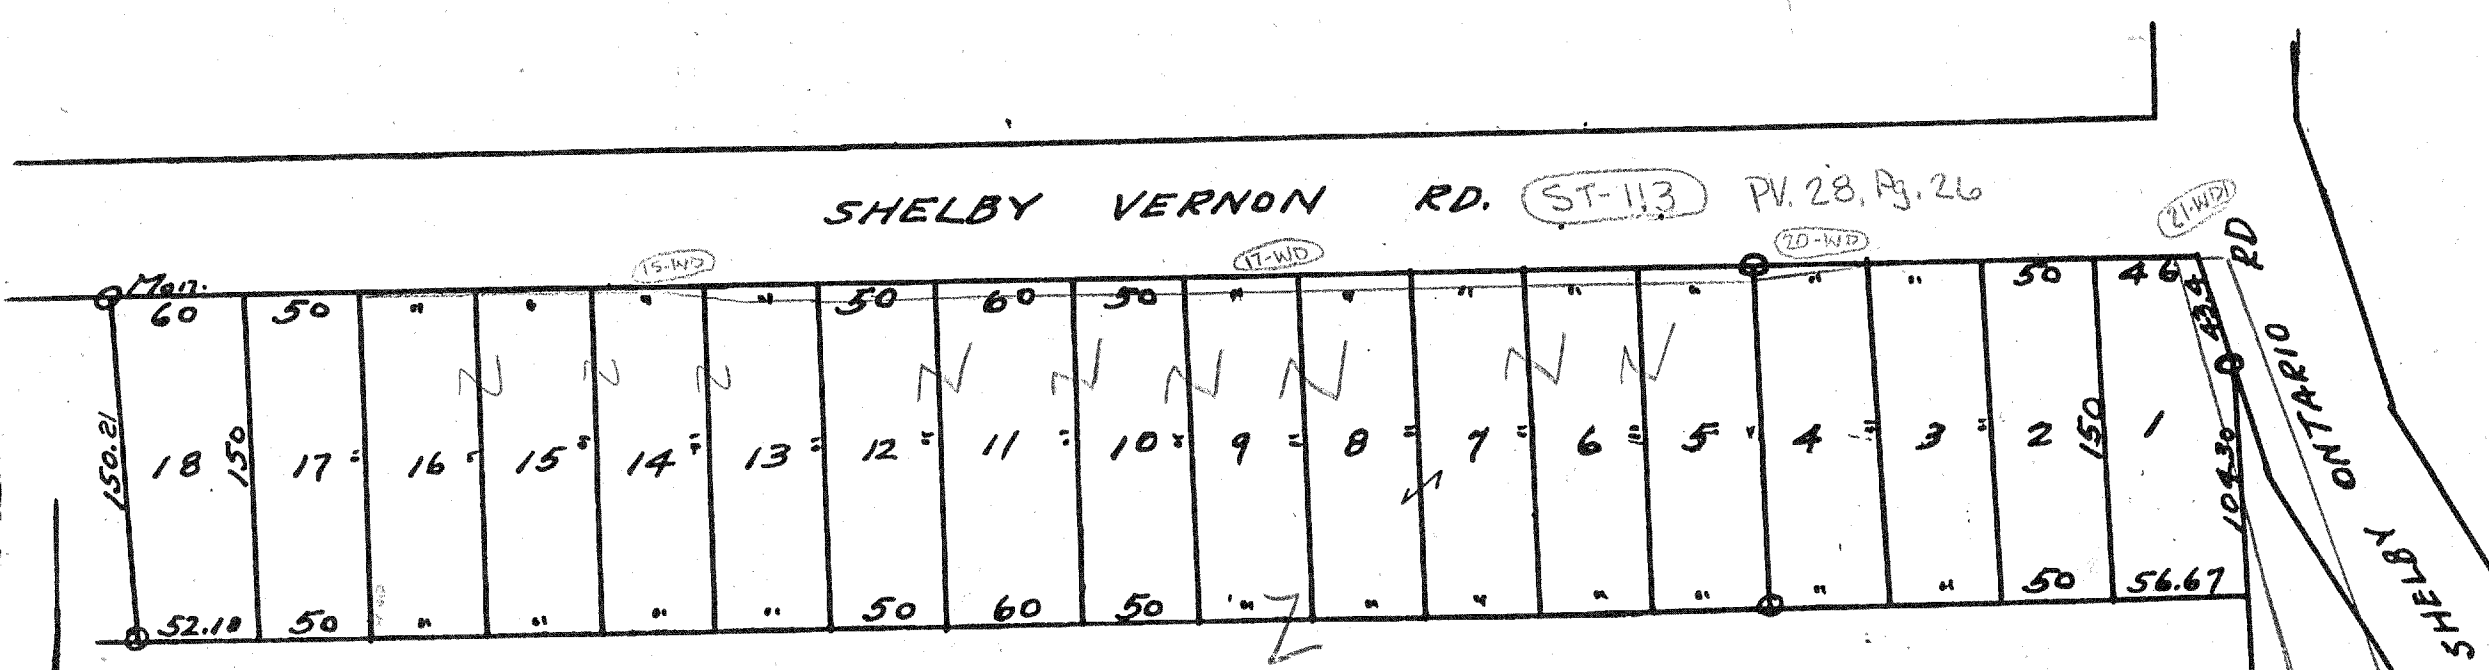 SHELBY VERNON RD. ST-113 PV. 28, Pg. 26
21-WD1
15-WD 17-WD 20-WD
Mon.
60 50 " " " " 50 60 50 " " " " " " " 50 46
43.4
150.21 18 150 17 " 16 " 15 " 14 " 13 " 12 " 11 " 10 " 9 " 8 " 7 " 6 " 5 " 4 " 3 " 2 150 1
104.30
52.18 50 " " " " 50 60 50 " " " " " " " 50 56.67
SHELBY ONTARIO RD